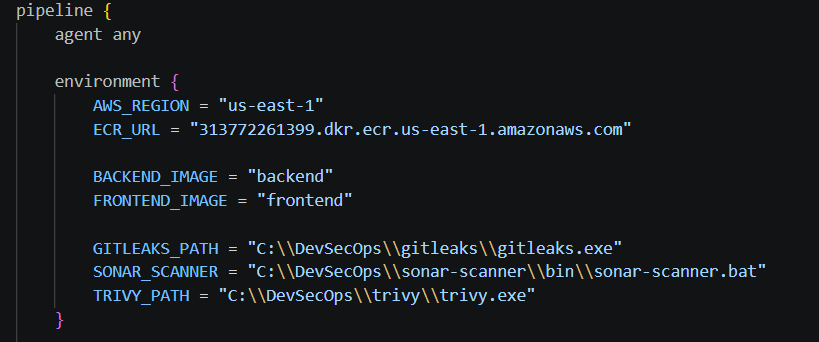 pipeline {
    agent any
    environment {
        AWS_REGION = "us-east-1"
        ECR_URL = "313772261399.dkr.ecr.us-east-1.amazonaws.com"
        BACKEND_IMAGE = "backend"
        FRONTEND_IMAGE = "frontend"
        GITLEAKS_PATH = "C:\\DevSecOps\\gitleaks\\gitleaks.exe"
        SONAR_SCANNER = "C:\\DevSecOps\\sonar-scanner\\bin\\sonar-scanner.bat"
        TRIVY_PATH = "C:\\DevSecOps\\trivy\\trivy.exe"
    }